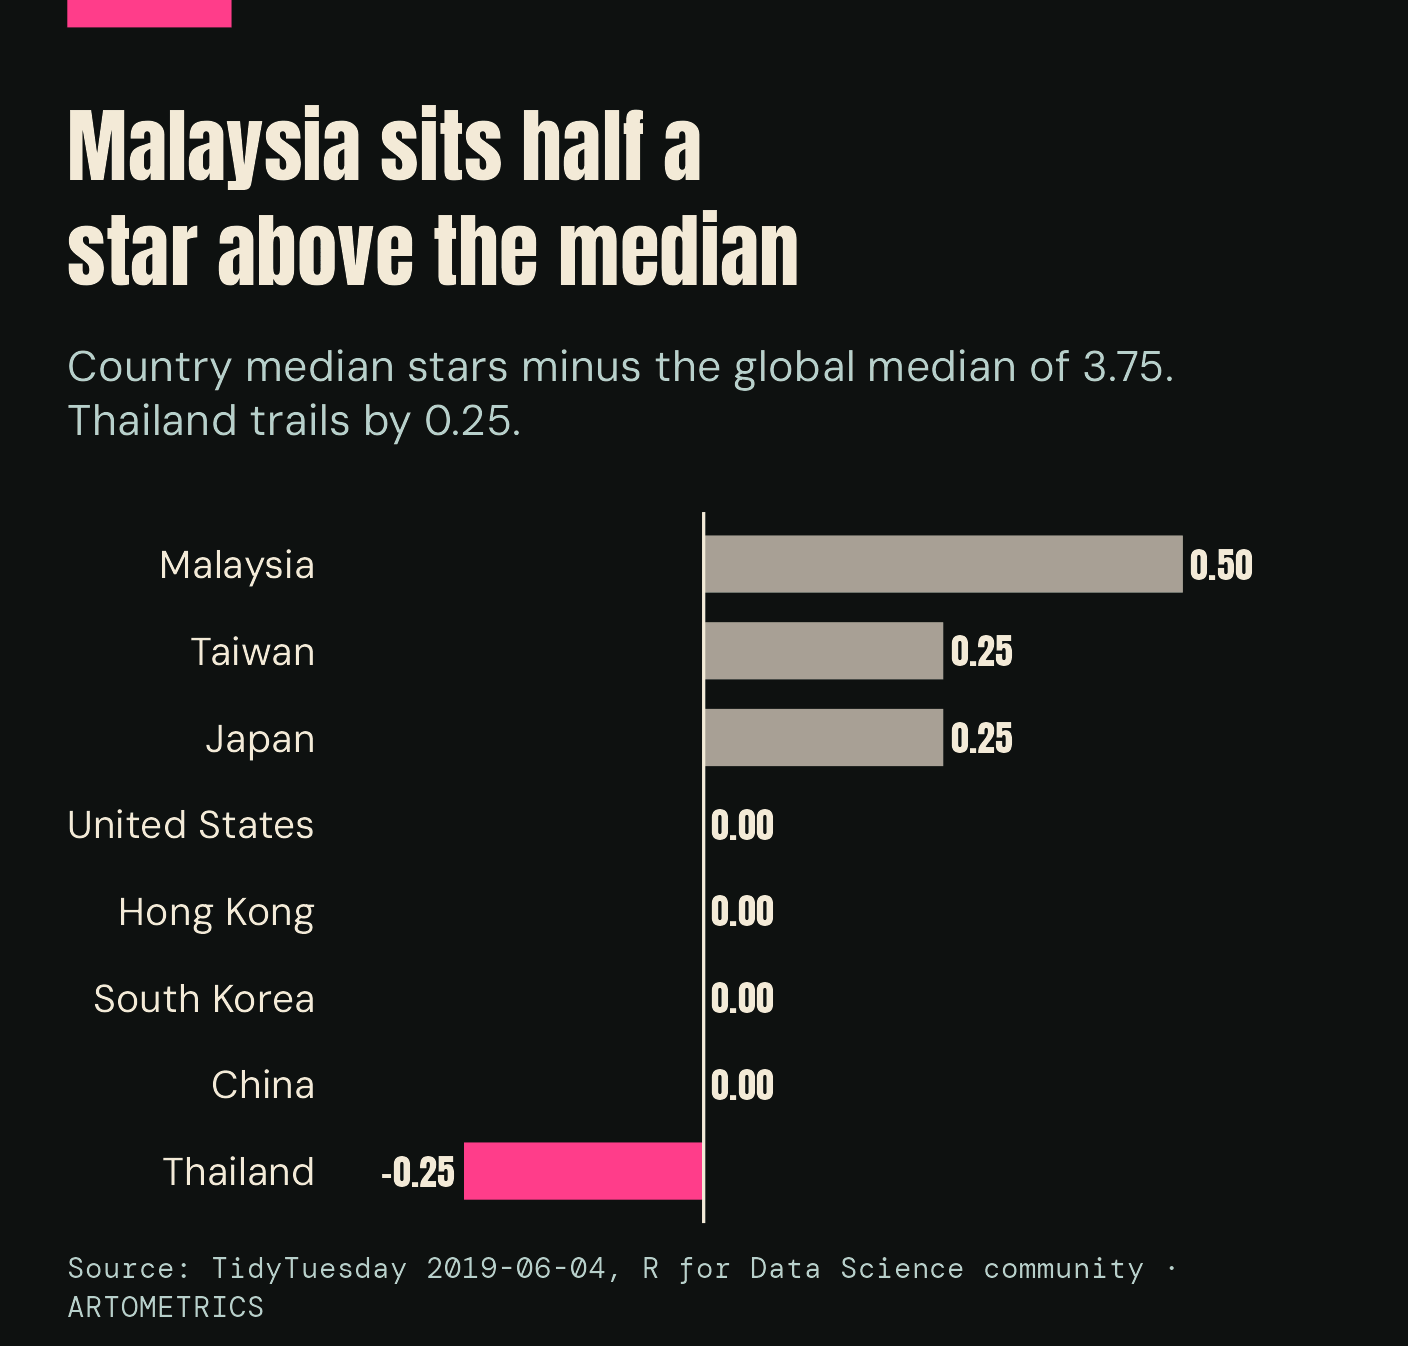 Malaysia sits half a
star above the median
Country median stars minus the global median of 3.75.
Thailand trails by 0.25.
Malaysia 0.50
Taiwan 0.25
Japan 0.25
United States 0.00
Hong Kong 0.00
South Korea 0.00
China 0.00
Thailand -0.25
Source: TidyTuesday 2019-06-04, R for Data Science community ·
ARTOMETRICS